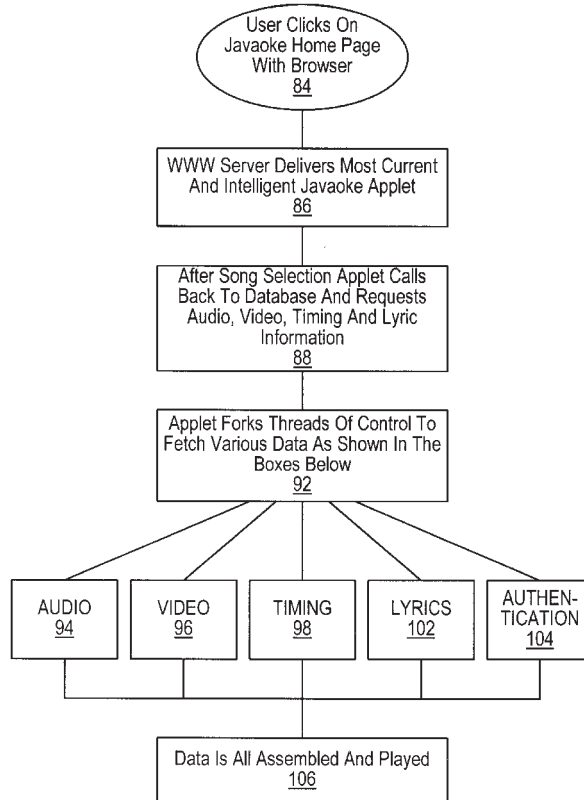 User Clicks On
Javaoke Home Page
With Browser
84
WWW Server Delivers Most Current
And Intelligent Javaoke Applet
86
After Song Selection Applet Calls
Back To Database And Requests
Audio, Video, Timing And Lyric
Information
88
Applet Forks Threads Of Control To
Fetch Various Data As Shown In The
Boxes Below
92
AUDIO
94
VIDEO
96
TIMING
98
LYRICS
102
AUTHEN-
TICATION
104
Data Is All Assembled And Played
106